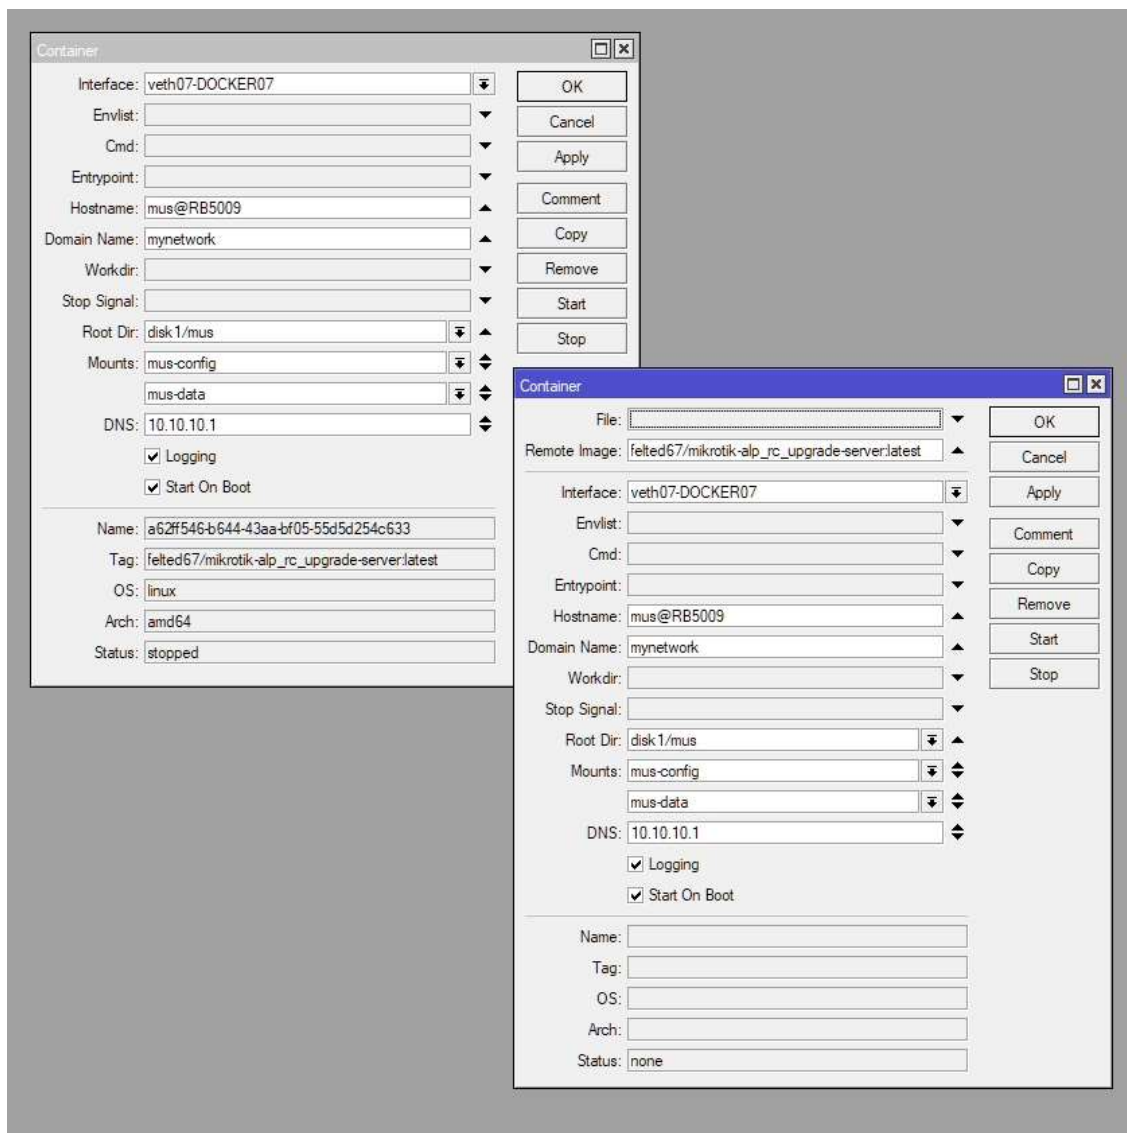 Container
Interface: veth07-DOCKER07
OK
Envlist:
Cancel
Cmd:
Apply
Entrypoint:
Hostname: mus@RB5009
Comment
Domain Name: mynetwork
Copy
Workdir:
Remove
Stop Signal:
Start
Root Dir: disk1/mus
Stop
Mounts: mus-config
mus-data
DNS: 10.10.10.1
Logging
Start On Boot
Name: a62ff546-b644-43aa-bf05-55d5d254c633
Tag: felted67/mikrotik-alp_rc_upgrade-server:latest
OS: linux
Arch: amd64
Status: stopped
Container
File:
OK
Remote Image: felted67/mikrotik-alp_rc_upgrade-server:latest
Cancel
Interface: veth07-DOCKER07
Apply
Envlist:
Comment
Cmd:
Copy
Entrypoint:
Remove
Hostname: mus@RB5009
Start
Domain Name: mynetwork
Workdir:
Stop
Stop Signal:
Root Dir: disk1/mus
Mounts: mus-config
mus-data
DNS: 10.10.10.1
Logging
Start On Boot
Name:
Tag:
OS:
Arch:
Status: none